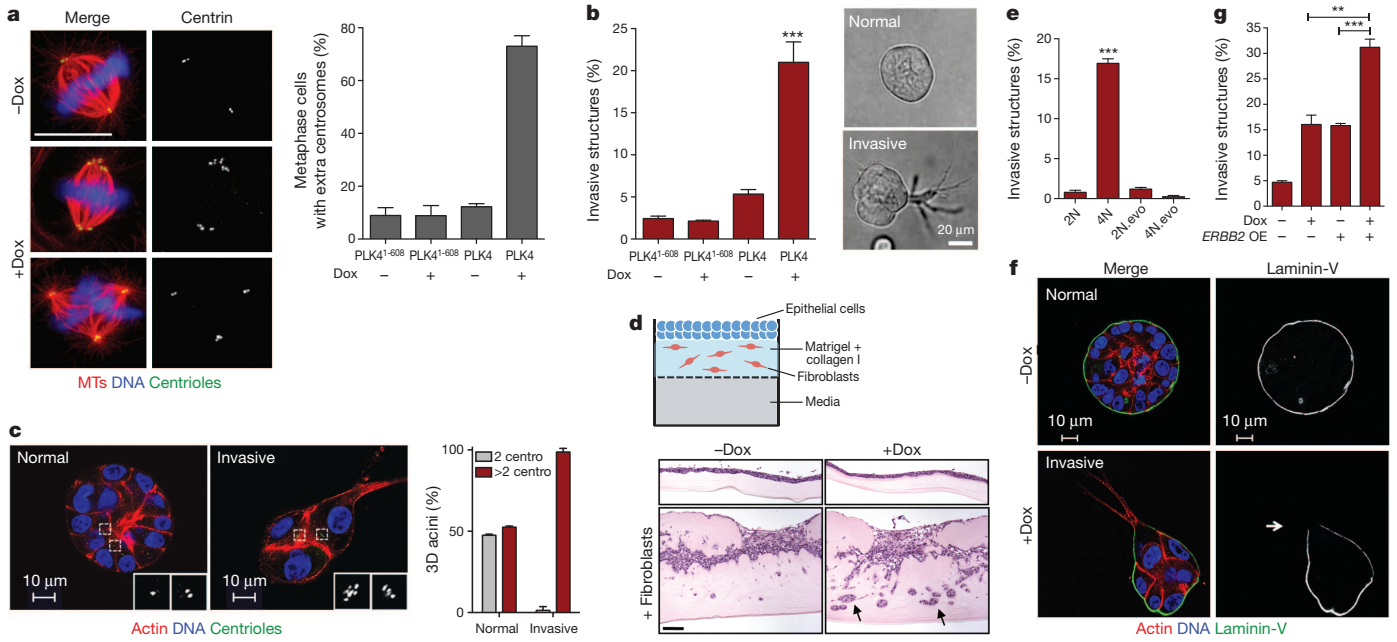 a
Merge
Centrin
–Dox
+Dox
MTs DNA Centrioles
Metaphase cells
with extra centrosomes (%)
80
60
40
20
0
PLK4¹⁻⁶⁰⁸ PLK4¹⁻⁶⁰⁸ PLK4 PLK4
Dox – + – +
b
Invasive structures (%)
25
20
15
10
5
0
***
PLK4¹⁻⁶⁰⁸ PLK4¹⁻⁶⁰⁸ PLK4 PLK4
Dox – + – +
Normal
Invasive
20 μm
c
Normal
10 μm
Invasive
10 μm
Actin DNA Centrioles
3D acini (%)
100
50
0
2 centro
>2 centro
Normal Invasive
d
Epithelial cells
Matrigel +
collagen I
Fibroblasts
Media
–Dox
+Dox
+ Fibroblasts
e
Invasive structures (%)
20
15
10
5
0
***
2N 4N 2N.evo 4N.evo
f
Merge
Laminin-V
–Dox
Normal
10 μm
10 μm
+Dox
Invasive
10 μm
10 μm
Actin DNA Laminin-V
g
Invasive structures (%)
35
30
25
20
15
10
5
0
**
***
Dox – + – +
ERBB2 OE – – + +